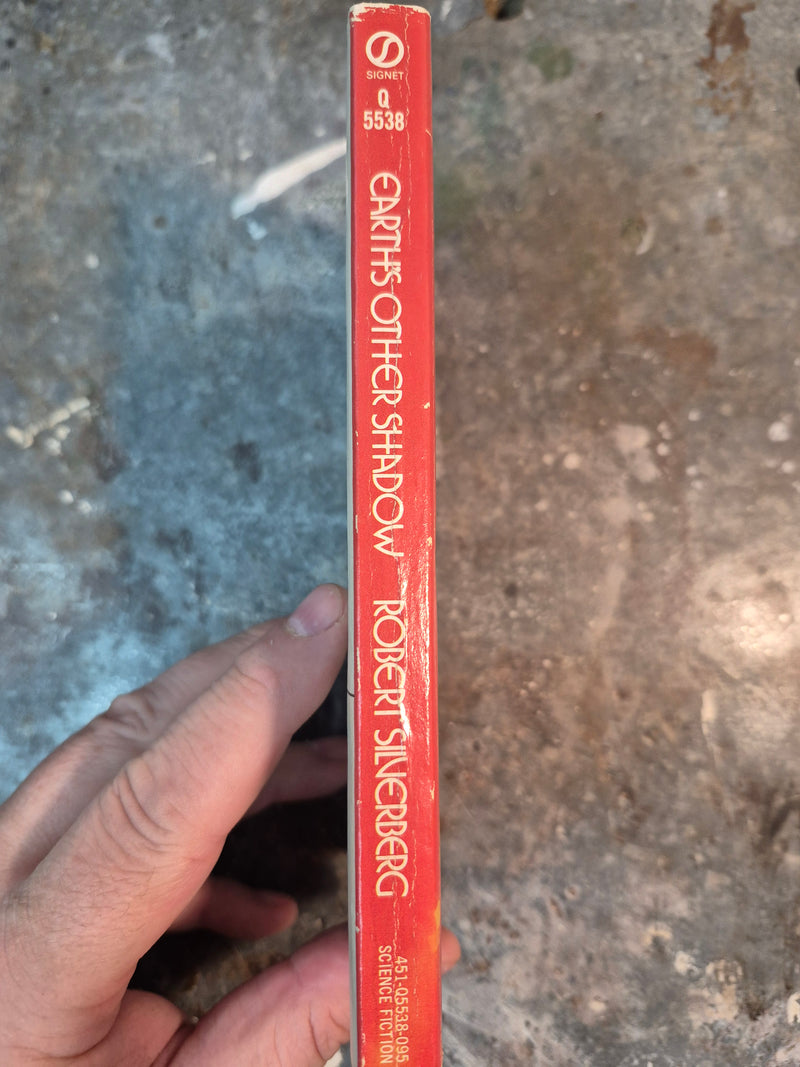 SIGNET
Q
5538
EARTH'S OTHER SHADOW ROBERT SILVERBERG
451-Q5538-095
SCIENCE FICTION